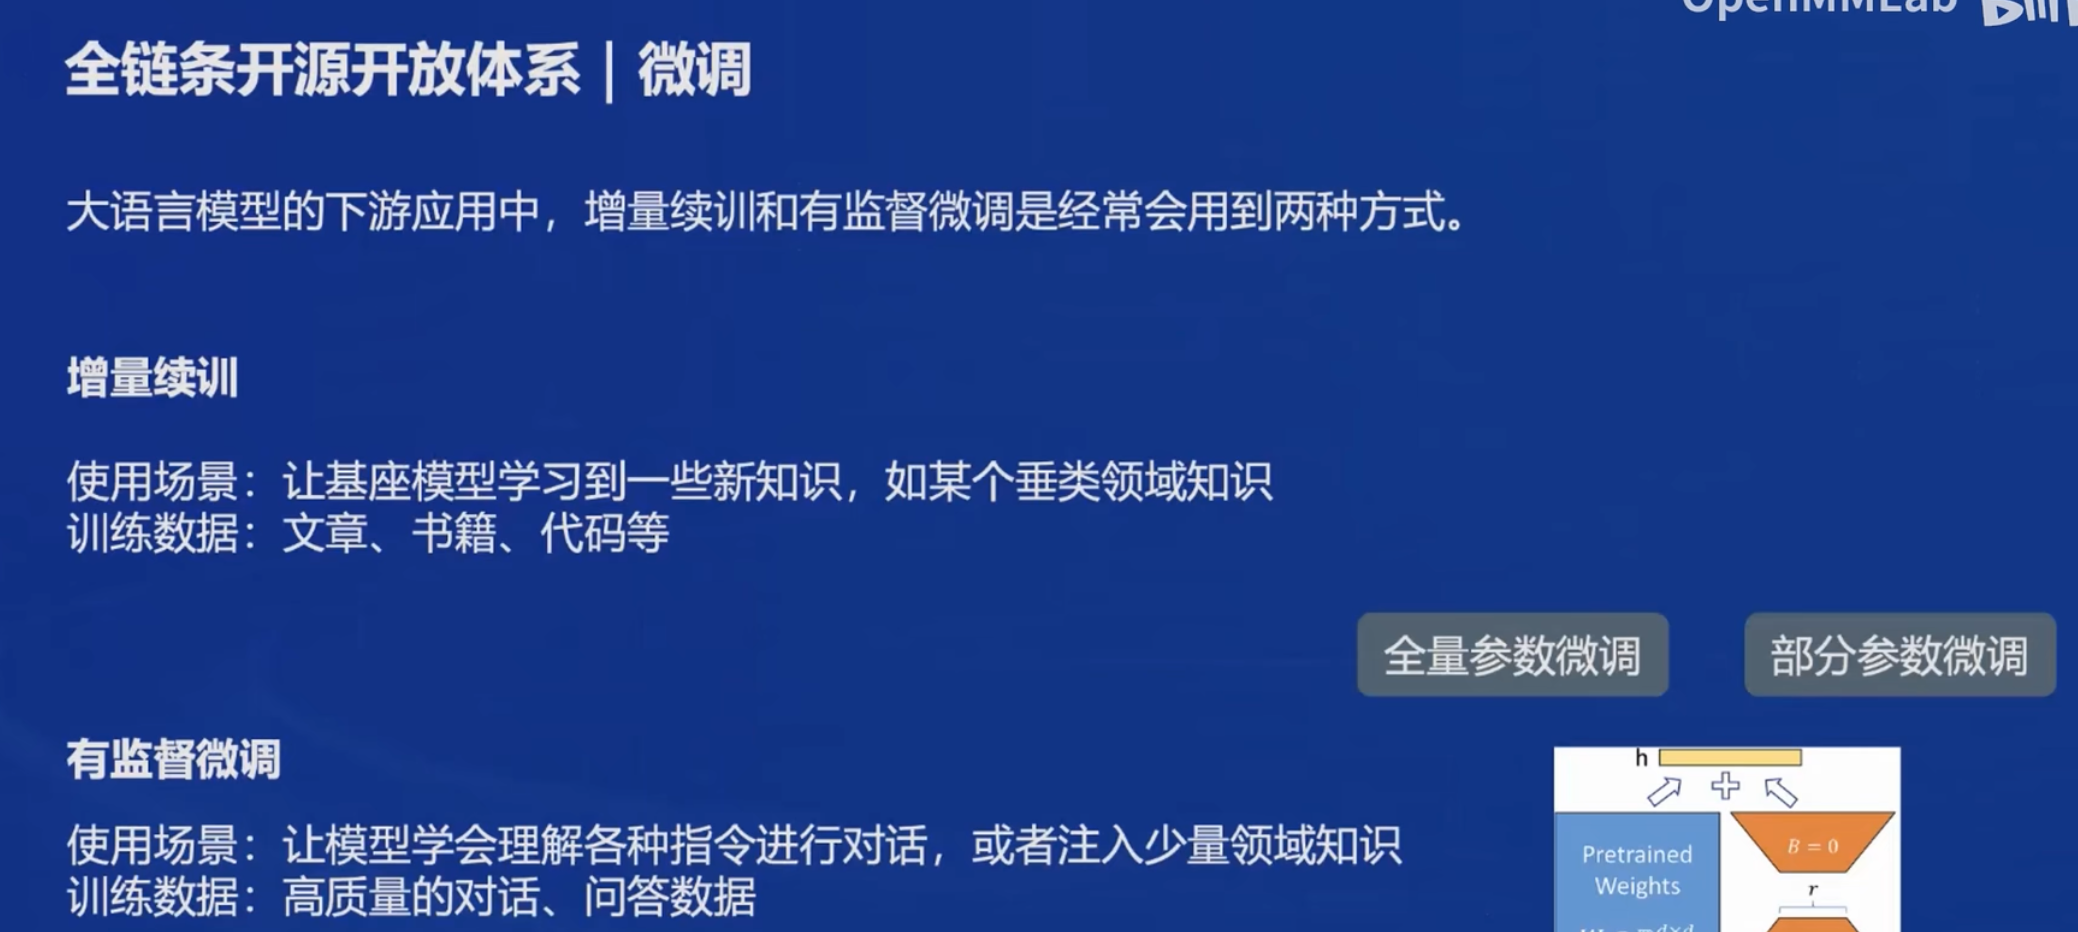 OpenMMLab
全链条开源开放体系 | 微调
大语言模型的下游应用中，增量续训和有监督微调是经常会用到两种方式。
增量续训
使用场景：让基座模型学习到一些新知识，如某个垂类领域知识
训练数据：文章、书籍、代码等
全量参数微调
部分参数微调
有监督微调
使用场景：让模型学会理解各种指令进行对话，或者注入少量领域知识
训练数据：高质量的对话、问答数据
h
B = 0
Pretrained
Weights
r